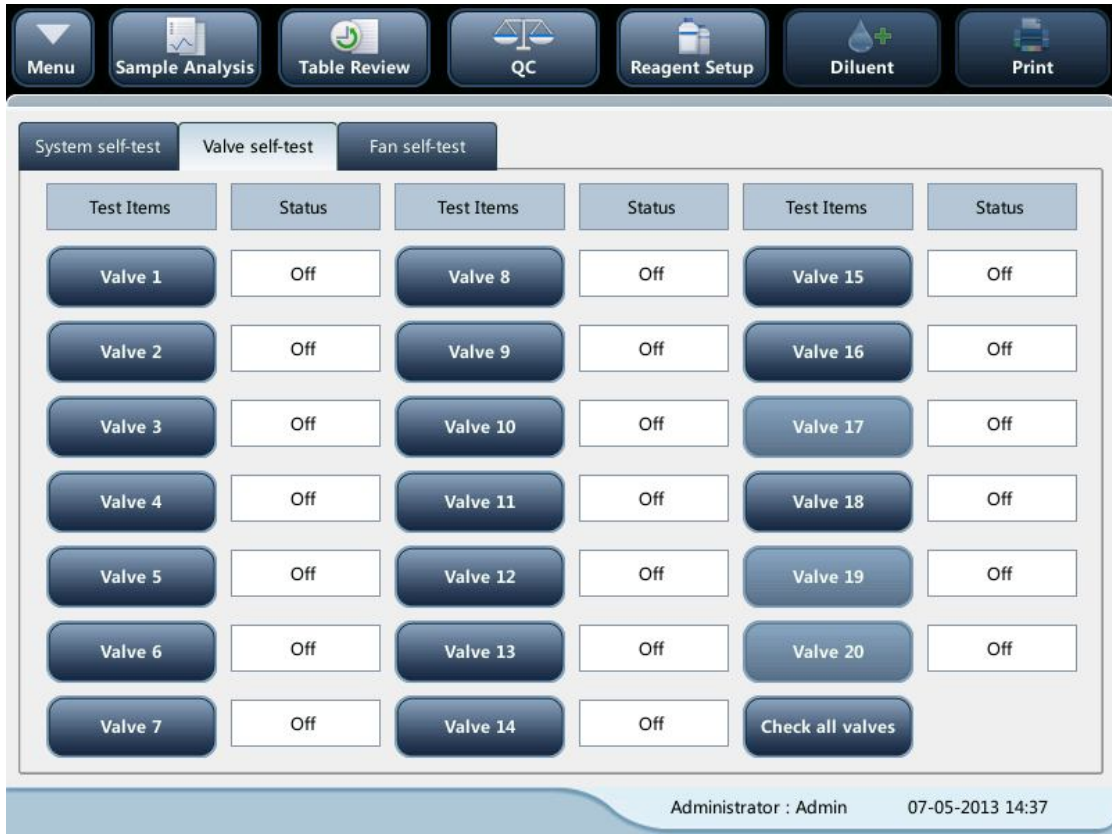 Menu Sample Analysis Table Review QC Reagent Setup Diluent Print
System self-test Valve self-test Fan self-test
Test Items Status Test Items Status Test Items Status
Valve 1 Off Valve 8 Off Valve 15 Off
Valve 2 Off Valve 9 Off Valve 16 Off
Valve 3 Off Valve 10 Off Valve 17 Off
Valve 4 Off Valve 11 Off Valve 18 Off
Valve 5 Off Valve 12 Off Valve 19 Off
Valve 6 Off Valve 13 Off Valve 20 Off
Valve 7 Off Valve 14 Off Check all valves
Administrator : Admin 07-05-2013 14:37